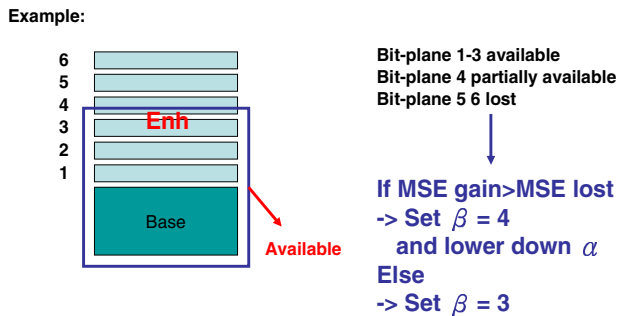 Example:
6
5
4
3
2
1
Enh
Base
Available
Bit-plane 1-3 available
Bit-plane 4 partially available
Bit-plane 5 6 lost
If MSE gain>MSE lost
-> Set β = 4
and lower down α
Else
-> Set β = 3